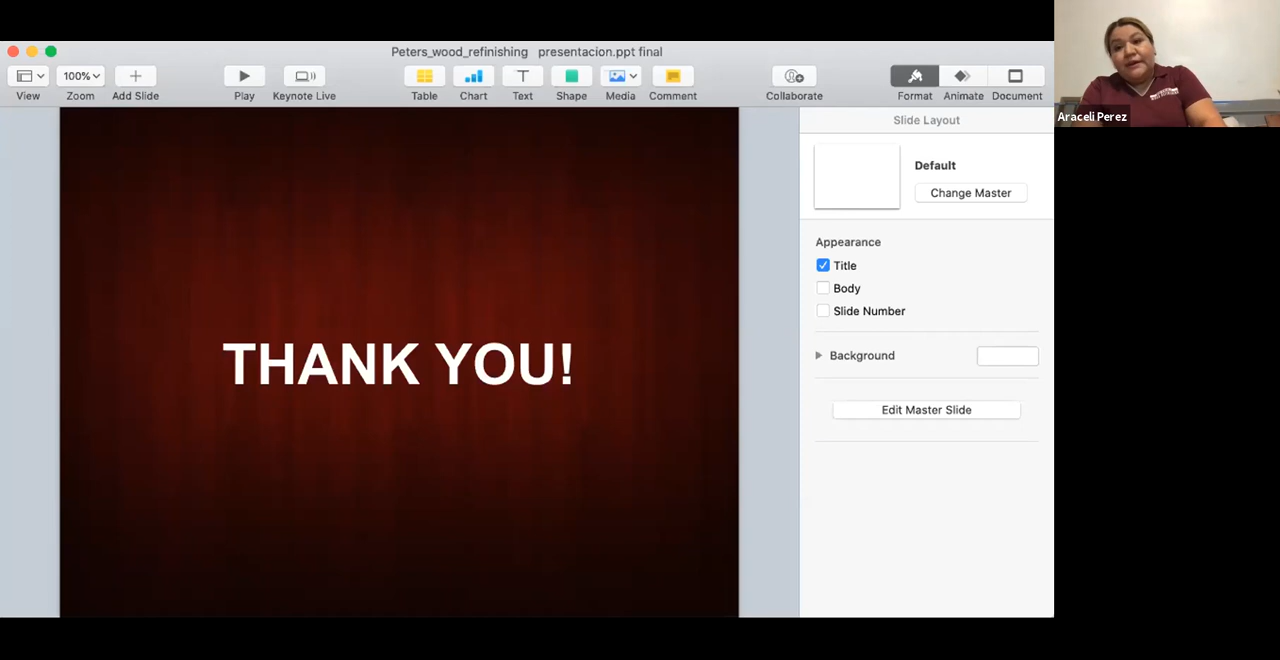 Peters_wood_refinishing presentacion.ppt final
100%
View
Zoom
Add Slide
Play
Keynote Live
Table
Chart
Text
Shape
Media
Comment
Collaborate
Format
Animate
Document
Slide Layout
Default
Change Master
Appearance
Title
Body
Slide Number
Background
Edit Master Slide
THANK YOU!
Araceli Perez